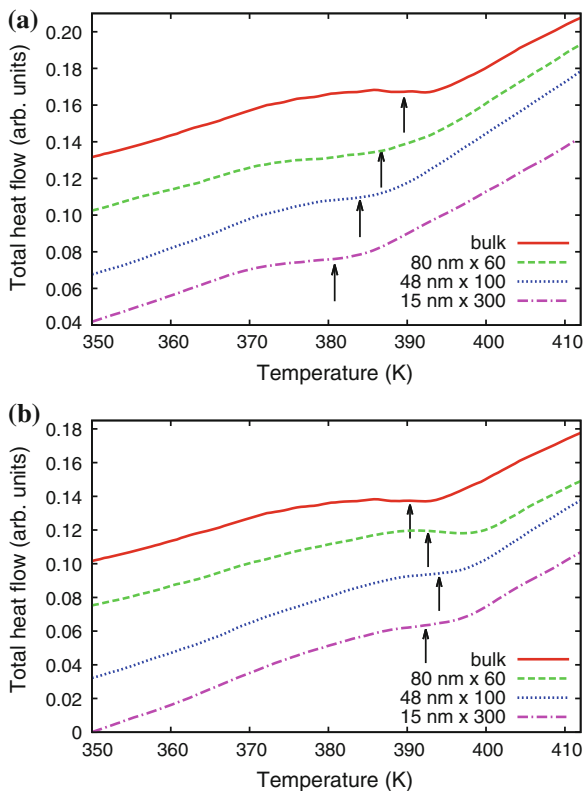 (a)
Total heat flow (arb. units)
0.20
0.18
0.16
0.14
0.12
0.10
0.08
0.06
0.04
bulk
80 nm x 60
48 nm x 100
15 nm x 300
350 360 370 380 390 400 410
Temperature (K)
(b)
Total heat flow (arb. units)
0.18
0.16
0.14
0.12
0.10
0.08
0.06
0.04
0.02
0
bulk
80 nm x 60
48 nm x 100
15 nm x 300
350 360 370 380 390 400 410
Temperature (K)